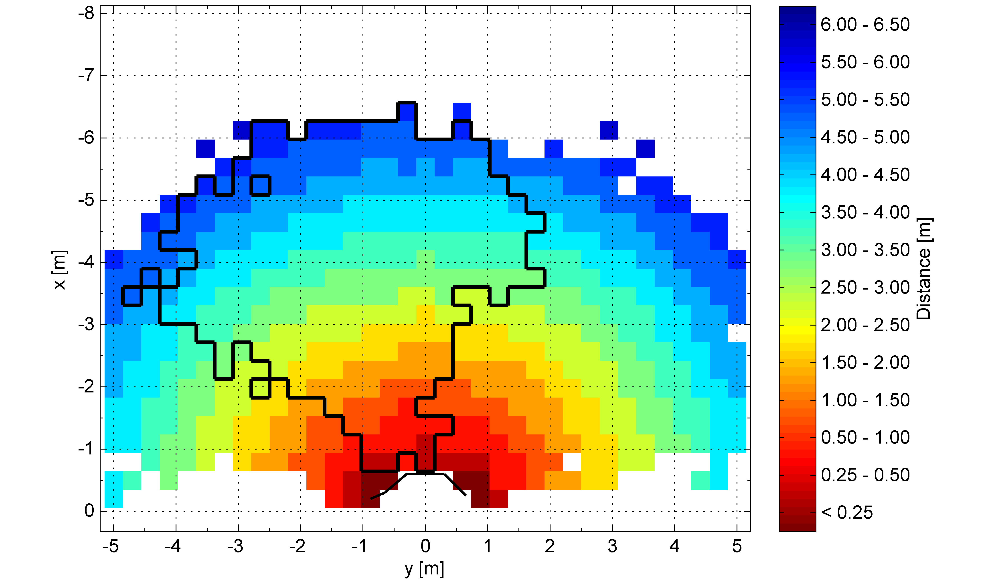 -8
-7
-6
-5
-4
-3
-2
-1
0
x [m]
-5 -4 -3 -2 -1 0 1 2 3 4 5
y [m]
6.00 - 6.50
5.50 - 6.00
5.00 - 5.50
4.50 - 5.00
4.00 - 4.50
3.50 - 4.00
3.00 - 3.50
2.50 - 3.00
2.00 - 2.50
1.50 - 2.00
1.00 - 1.50
0.50 - 1.00
0.25 - 0.50
< 0.25
Distance [m]